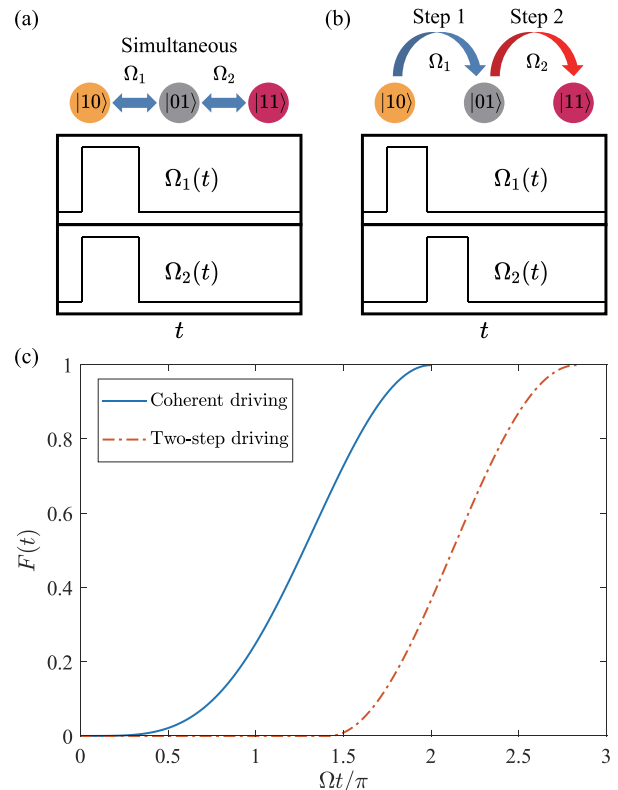 (a)
Simultaneous
Ω₁ Ω₂
|10⟩ |01⟩ |11⟩
Ω₁(t)
Ω₂(t)
t
(b)
Step 1 Step 2
Ω₁ Ω₂
|10⟩ |01⟩ |11⟩
Ω₁(t)
Ω₂(t)
t
(c)
1
0.8
0.6
0.4
0.2
0
F(t)
Coherent driving
Two-step driving
0 0.5 1 1.5 2 2.5 3
Ωt/π